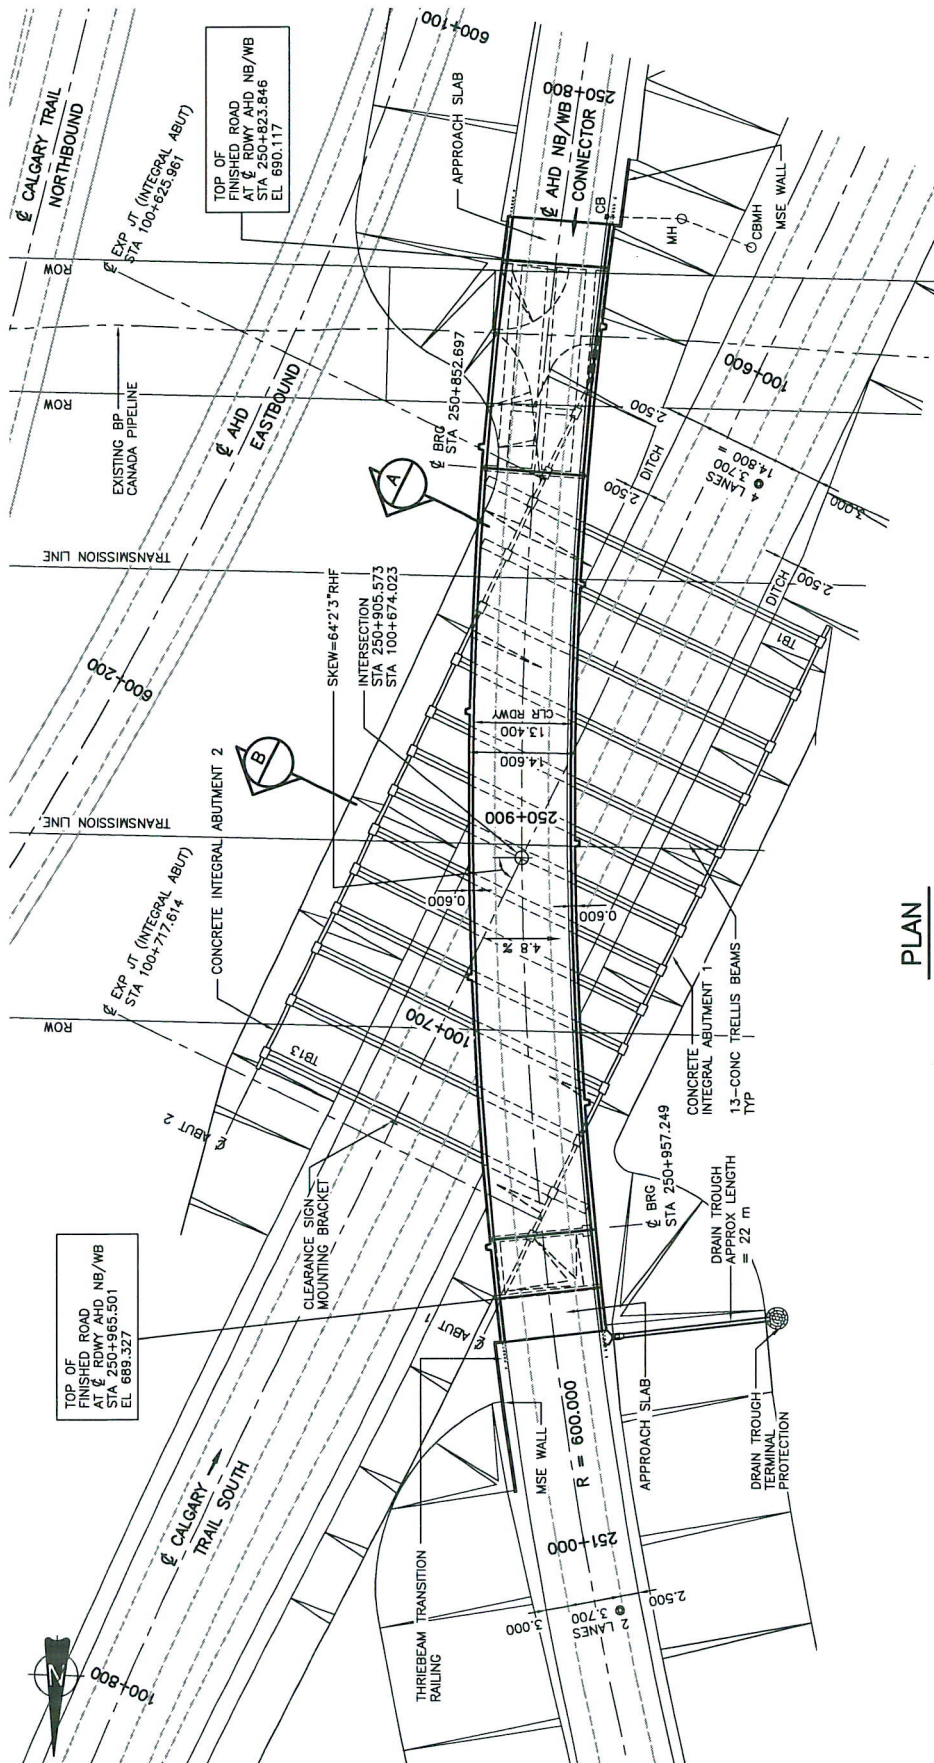 TOP OF
FINISHED ROAD
AT ℄ RDWY AHD NB/WB
STA 250+965.501
EL 689.327
TOP OF
FINISHED ROAD
AT ℄ RDWY AHD NB/WB
STA 250+823.846
EL 690.117
℄ CALGARY TRAIL
NORTHBOUND
℄ EXP JT (INTEGRAL ABUT)
STA 100+625.961
ROW
EXISTING BP
CANADA PIPELINE
ROW
℄ AHD
EASTBOUND
600+100
600+200
TRANSMISSION LINE
TRANSMISSION LINE
ROW
℄ EXP JT (INTEGRAL ABUT)
STA 100+717.614
CONCRETE INTEGRAL ABUTMENT 2
℄ ABUT 2
B
A
SKEW=64°2'3"RHF
INTERSECTION
STA 250+905.573
STA 100+674.023
℄ BRG
STA 250+852.697
APPROACH SLAB
250+800
℄ AHD NB/WB
CONNECTOR
CB
MH
CBMH
MSE WALL
N
100+800
℄ CALGARY
TRAIL SOUTH
CLEARANCE SIGN
MOUNTING BRACKET
TB13
100+700
℄ ABUT 1
THRIEBEAM TRANSITION
RAILING
MSE WALL
R = 600.000
APPROACH SLAB
251+000
3.000
2 LANES
@ 3.700
2.500
4.8 %
0.600
0.600
250+900
14.600
13.400
CLR RDWY
℄ BRG
STA 250+957.249
DRAIN TROUGH
APPROX LENGTH
= 22 m
DRAIN TROUGH
TERMINAL
PROTECTION
CONCRETE
INTEGRAL ABUTMENT 1
13-CONC TRELLIS BEAMS
TYP
TB1
DITCH
DITCH
2.500
2.500
2.500
4 LANES
@ 3.700
= 14.800
3.000
100+600
PLAN